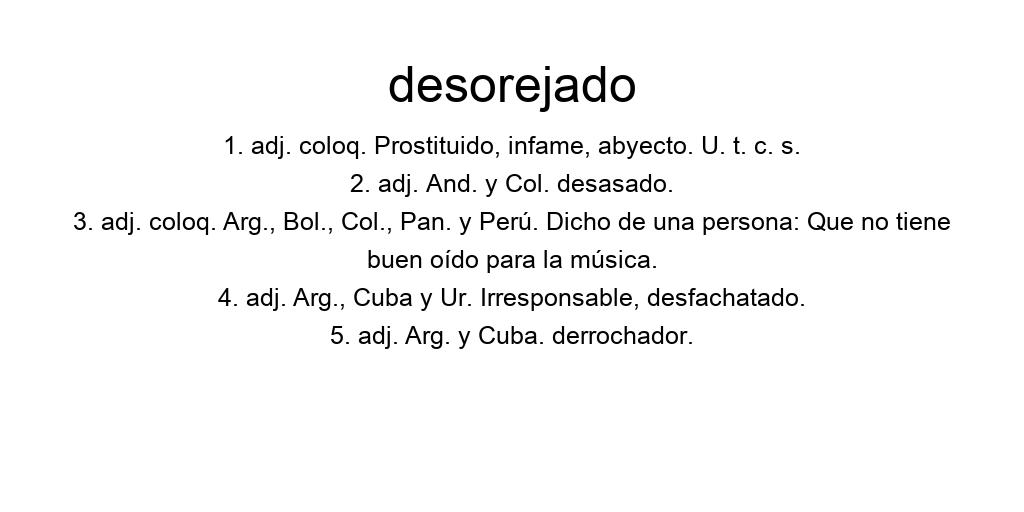 desorejado
1. adj. coloq. Prostituido, infame, abyecto. U. t. c. s.
2. adj. And. y Col. desasado.
3. adj. coloq. Arg., Bol., Col., Pan. y Perú. Dicho de una persona: Que no tiene
buen oído para la música.
4. adj. Arg., Cuba y Ur. Irresponsable, desfachatado.
5. adj. Arg. y Cuba. derrochador.